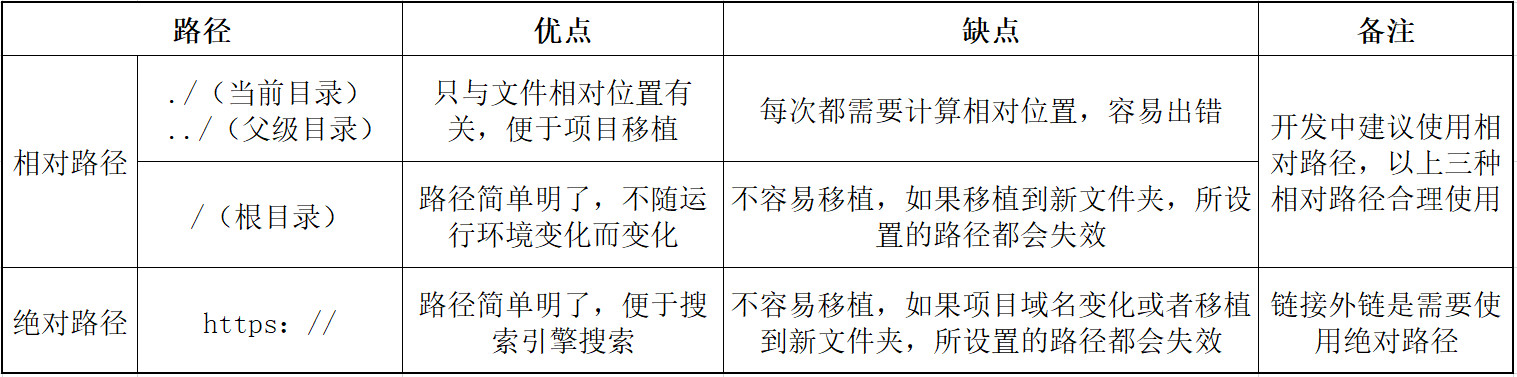 路径
优点
缺点
备注
相对路径
./（当前目录）
../（父级目录）
只与文件相对位置有
关，便于项目移植
每次都需要计算相对位置，容易出错
开发中建议使用相
对路径，以上三种
相对路径合理使用
/（根目录）
路径简单明了，不随运
行环境变化而变化
不容易移植，如果移植到新文件夹，所设
置的路径都会失效
绝对路径
https：//
路径简单明了，便于搜
索引擎搜索
不容易移植，如果项目域名变化或者移植
到新文件夹，所设置的路径都会失效
链接外链是需要使
用绝对路径